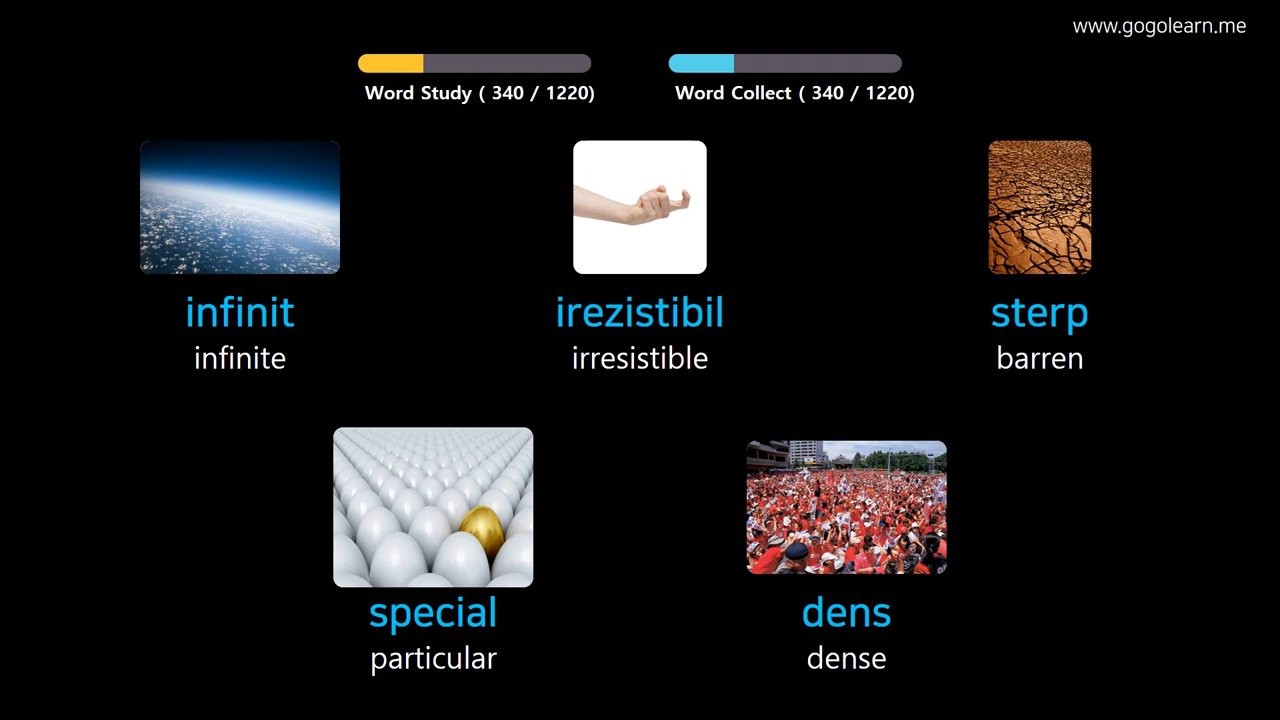 www.gogolearn.me
Word Study ( 340 / 1220)
Word Collect ( 340 / 1220)
infinit
infinite
irezistibil
irresistible
sterp
barren
special
particular
dens
dense